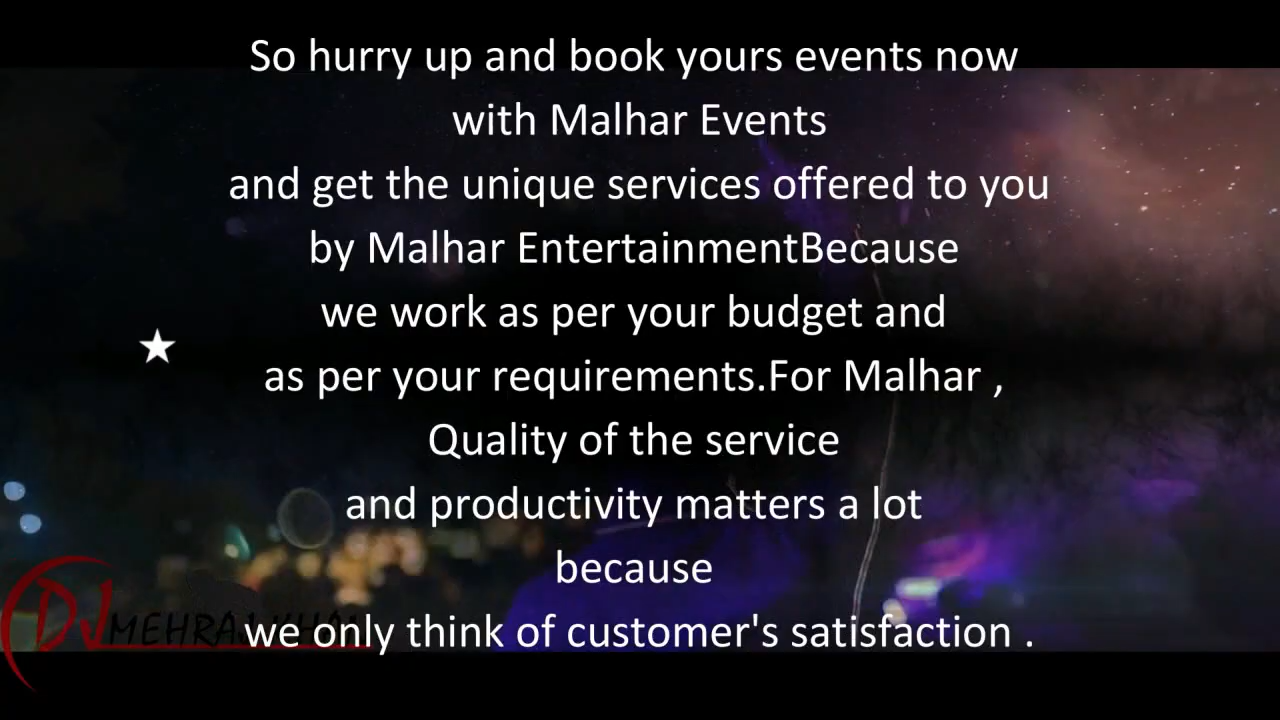 So hurry up and book yours events now
with Malhar Events
and get the unique services offered to you
by Malhar EntertainmentBecause
we work as per your budget and
as per your requirements.For Malhar ,
Quality of the service
and productivity matters a lot
because
we only think of customer's satisfaction .
DJ